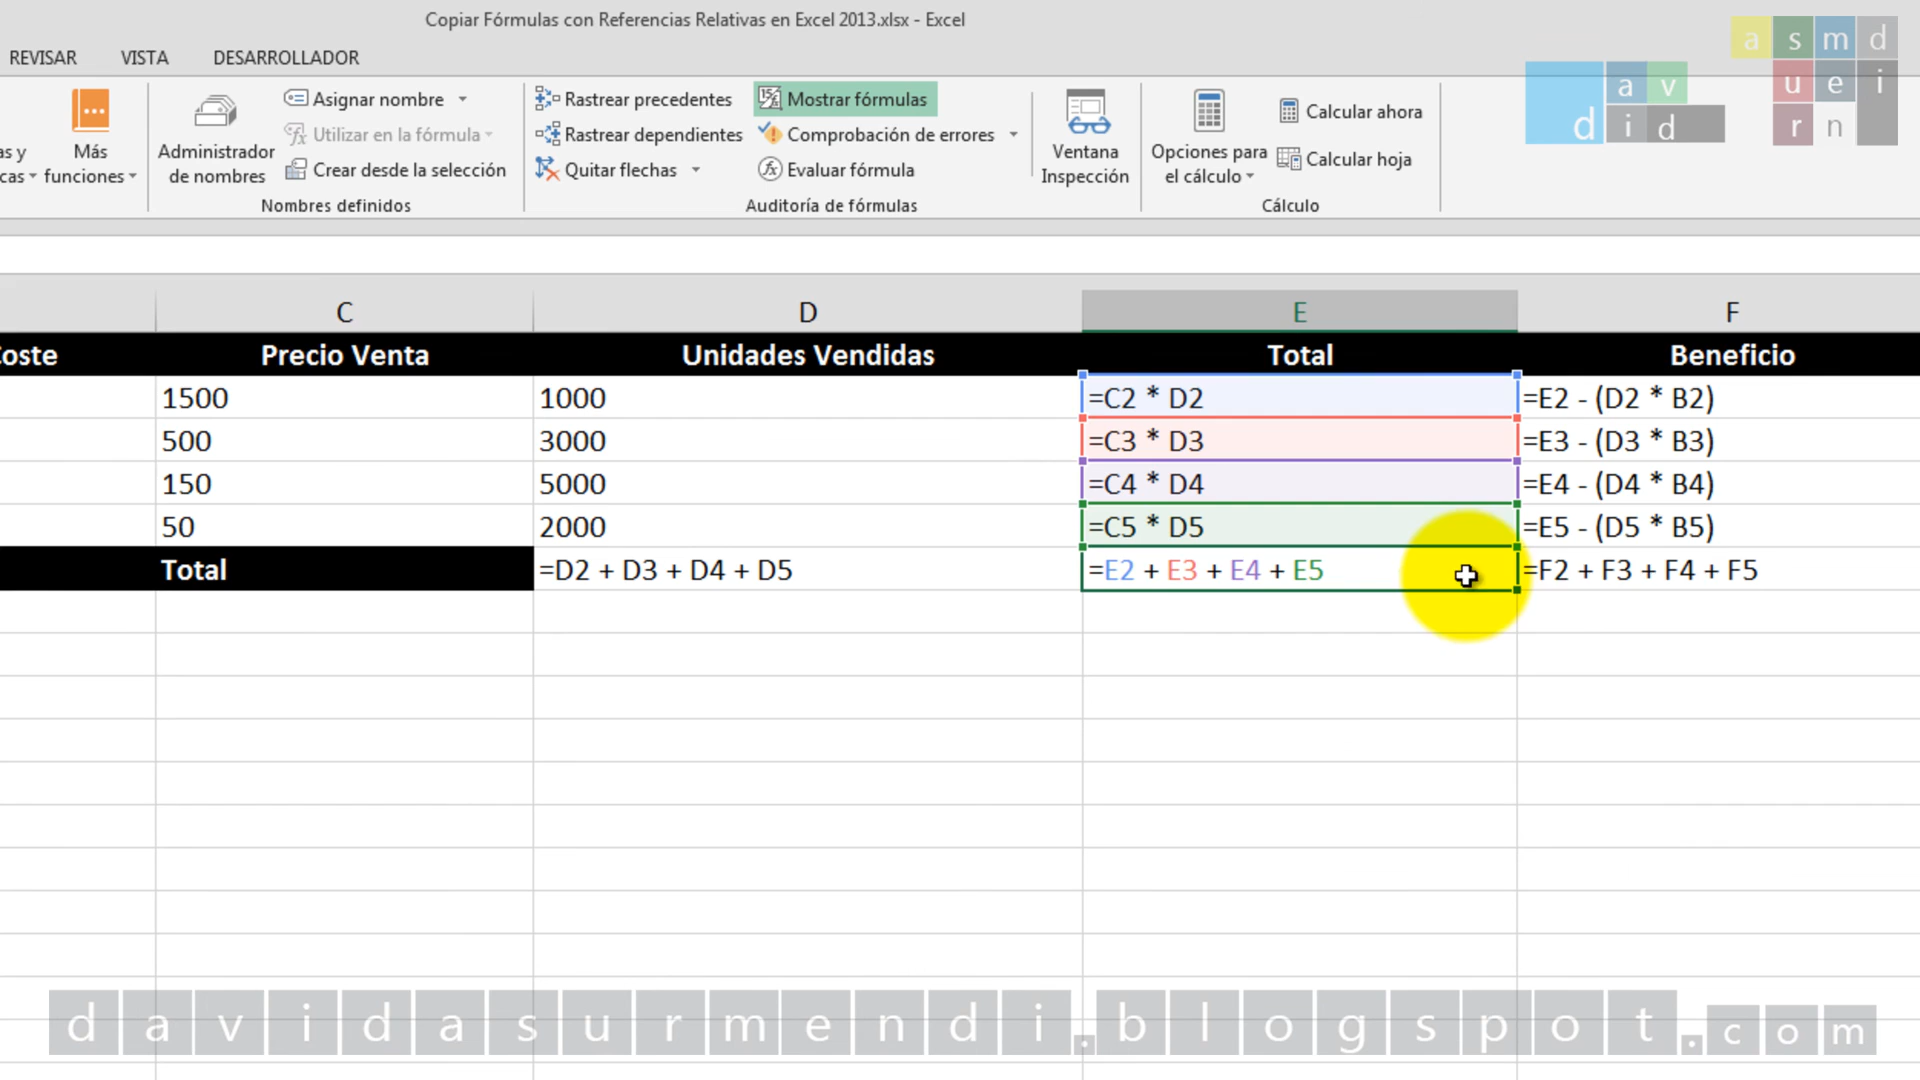 Copiar Fórmulas con Referencias Relativas en Excel 2013.xlsx - Excel
REVISAR VISTA DESARROLLADOR
as y
cas
Más
funciones
Administrador
de nombres
Asignar nombre
Utilizar en la fórmula
Crear desde la selección
Nombres definidos
Rastrear precedentes
Rastrear dependientes
Quitar flechas
Mostrar fórmulas
Comprobación de errores
Evaluar fórmula
Auditoría de fórmulas
Ventana
Inspección
Opciones para
el cálculo
Calcular ahora
Calcular hoja
Cálculo
david
asurmendi
C D E F
Coste Precio Venta Unidades Vendidas Total Beneficio
1500 1000 =C2 * D2 =E2 - (D2 * B2)
500 3000 =C3 * D3 =E3 - (D3 * B3)
150 5000 =C4 * D4 =E4 - (D4 * B4)
50 2000 =C5 * D5 =E5 - (D5 * B5)
Total =D2 + D3 + D4 + D5 =E2 + E3 + E4 + E5 =F2 + F3 + F4 + F5
davidasurmendi.blogspot.com